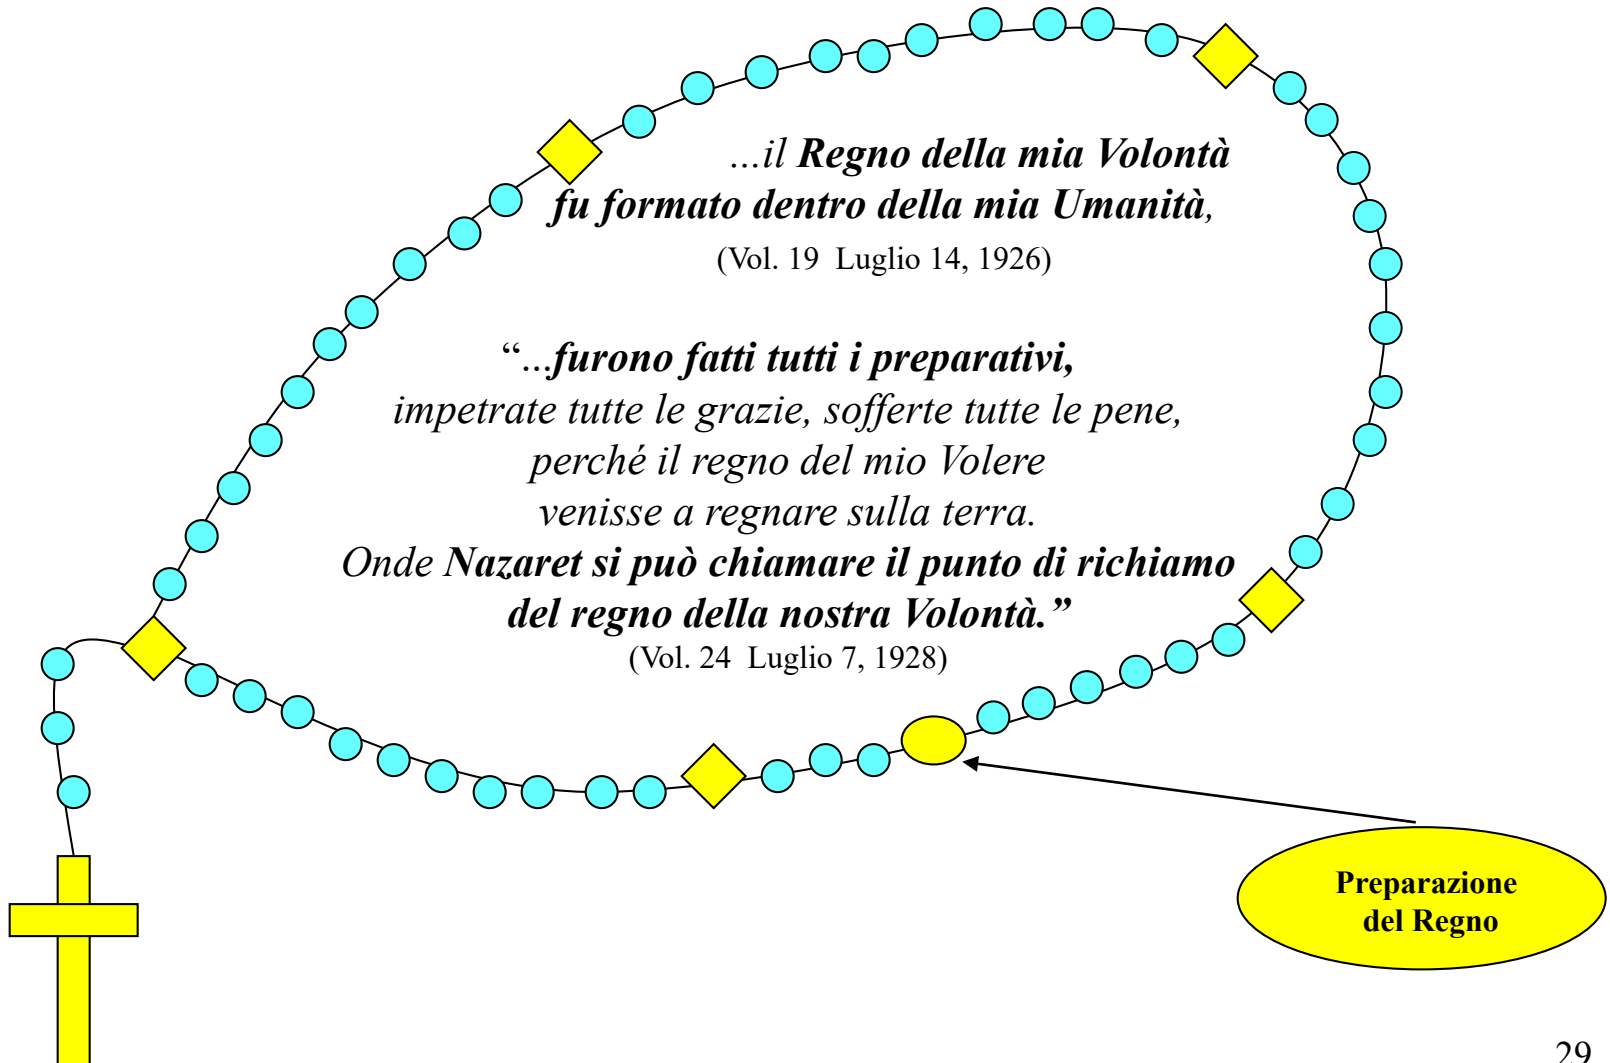 ...il Regno della mia Volontà
fu formato dentro della mia Umanità,
(Vol. 19 Luglio 14, 1926)
“...furono fatti tutti i preparativi,
impetrate tutte le grazie, sofferte tutte le pene,
perché il regno del mio Volere
venisse a regnare sulla terra.
Onde Nazaret si può chiamare il punto di richiamo
del regno della nostra Volontà.”
(Vol. 24 Luglio 7, 1928)
Preparazione
del Regno
29